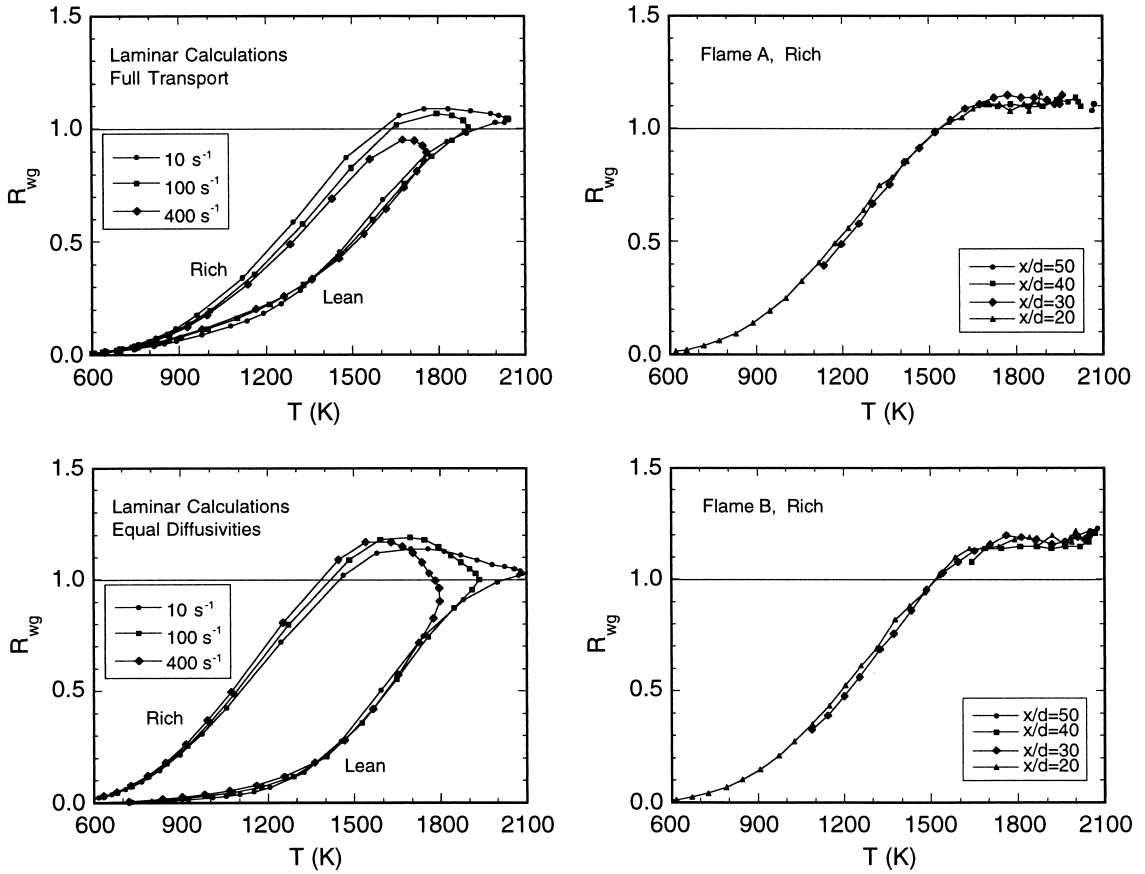 Laminar Calculations
Full Transport
10 s-1
100 s-1
400 s-1
Rich
Lean
1.5
1.0
0.5
0.0
Rwg
600 900 1200 1500 1800 2100
T (K)
Flame A, Rich
x/d=50
x/d=40
x/d=30
x/d=20
1.5
1.0
0.5
0.0
Rwg
600 900 1200 1500 1800 2100
T (K)
Laminar Calculations
Equal Diffusivities
10 s-1
100 s-1
400 s-1
Rich
Lean
1.5
1.0
0.5
0.0
Rwg
600 900 1200 1500 1800 2100
T (K)
Flame B, Rich
x/d=50
x/d=40
x/d=30
x/d=20
1.5
1.0
0.5
0.0
Rwg
600 900 1200 1500 1800 2100
T (K)